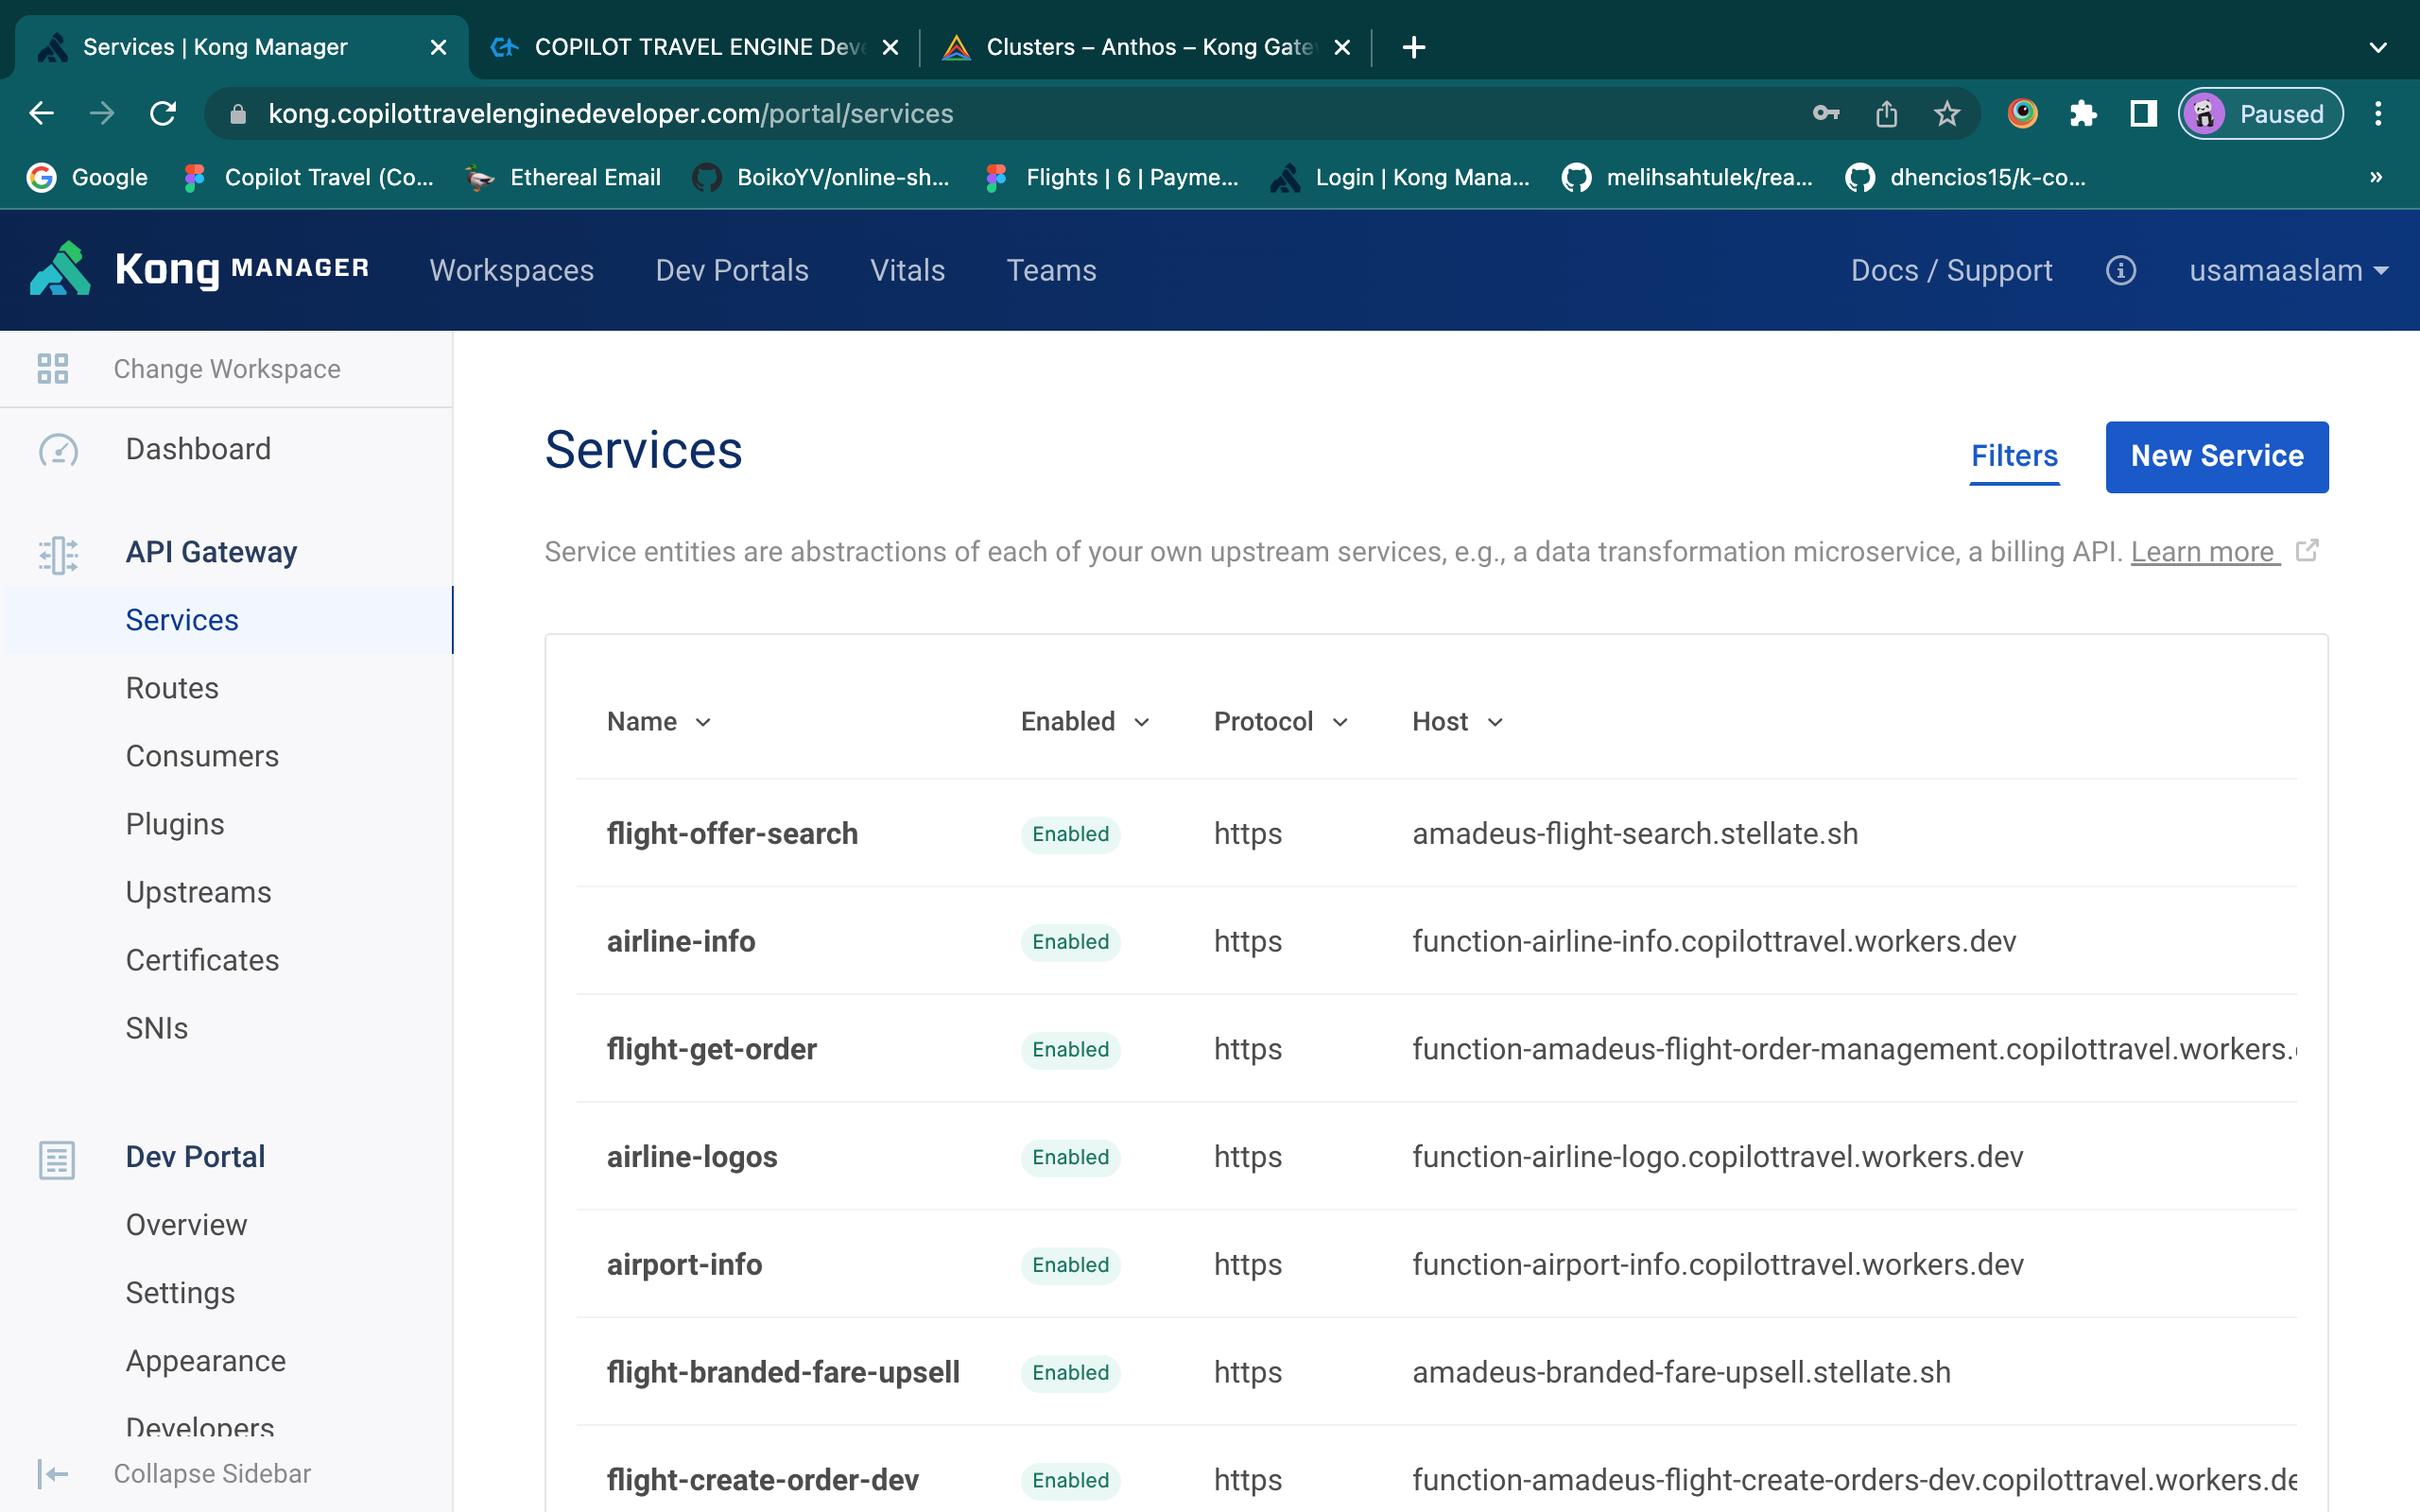 Services | Kong Manager
COPILOT TRAVEL ENGINE Deve
Clusters – Anthos – Kong Gate
kong.copilottravelenginedeveloper.com/portal/services
Paused
Google
Copilot Travel (Co...
Ethereal Email
BoikoYV/online-sh...
Flights | 6 | Payme...
Login | Kong Mana...
melihsahtulek/rea...
dhencios15/k-co...
»
Kong MANAGER
Workspaces
Dev Portals
Vitals
Teams
Docs / Support
usamaaslam
Change Workspace
Dashboard
API Gateway
Services
Routes
Consumers
Plugins
Upstreams
Certificates
SNIs
Dev Portal
Overview
Settings
Appearance
Developers
Collapse Sidebar
Services
Filters
New Service
Service entities are abstractions of each of your own upstream services, e.g., a data transformation microservice, a billing API. Learn more
Name Enabled Protocol Host
flight-offer-search Enabled https amadeus-flight-search.stellate.sh
airline-info Enabled https function-airline-info.copilottravel.workers.dev
flight-get-order Enabled https function-amadeus-flight-order-management.copilottravel.workers.
airline-logos Enabled https function-airline-logo.copilottravel.workers.dev
airport-info Enabled https function-airport-info.copilottravel.workers.dev
flight-branded-fare-upsell Enabled https amadeus-branded-fare-upsell.stellate.sh
flight-create-order-dev Enabled https function-amadeus-flight-create-orders-dev.copilottravel.workers.de